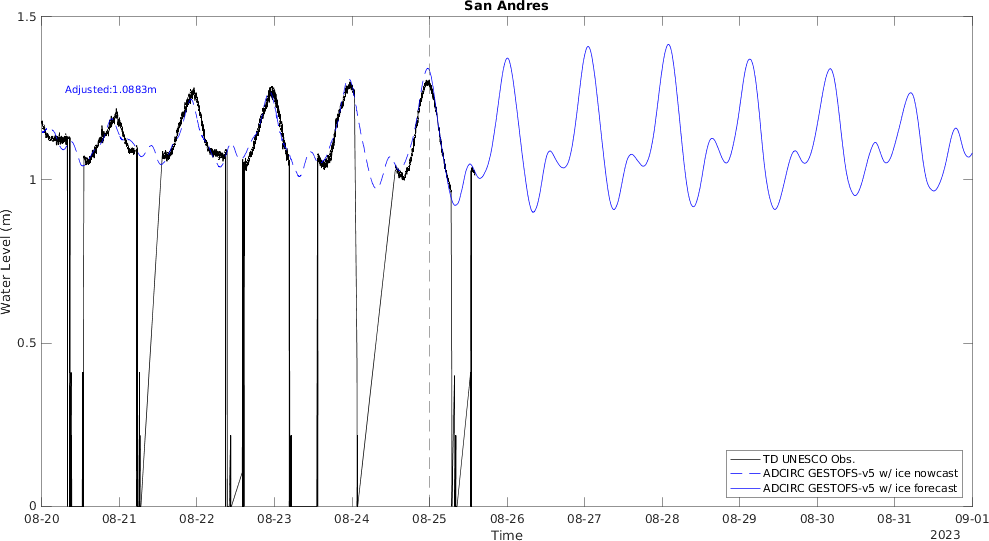 San Andres
1.5
Adjusted:1.0883m
1
Water Level (m)
0.5
TD UNESCO Obs.
ADCIRC GESTOFS-v5 w/ ice nowcast
ADCIRC GESTOFS-v5 w/ ice forecast
0
08-20 08-21 08-22 08-23 08-24 08-25 08-26 08-27 08-28 08-29 08-30 08-31 09-01
Time
2023